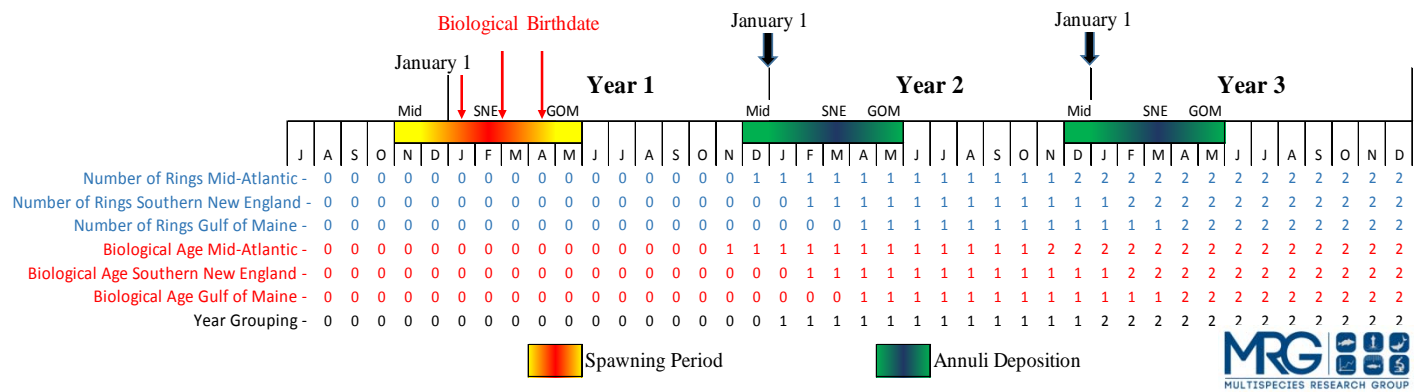 Biological Birthdate
January 1
January 1
January 1
Year 1
Year 2
Year 3
Mid SNE GOM
Mid SNE GOM
Mid SNE GOM
J A S O N D J F M A M J J A S O N D J F M A M J J A S O N D J F M A M J J A S O N D
Number of Rings Mid-Atlantic - 0 0 0 0 0 0 0 0 0 0 0 0 0 0 0 0 1 1 1 1 1 1 1 1 1 1 1 1 2 2 2 2 2 2 2 2 2 2 2 2 2
Number of Rings Southern New England - 0 0 0 0 0 0 0 0 0 0 0 0 0 0 0 0 0 0 1 1 1 1 1 1 1 1 1 1 1 1 2 2 2 2 2 2 2 2 2 2 2
Number of Rings Gulf of Maine - 0 0 0 0 0 0 0 0 0 0 0 0 0 0 0 0 0 0 0 0 1 1 1 1 1 1 1 1 1 1 1 1 2 2 2 2 2 2 2 2 2
Biological Age Mid-Atlantic - 0 0 0 0 0 0 0 0 0 0 0 0 0 0 0 1 1 1 1 1 1 1 1 1 1 1 1 2 2 2 2 2 2 2 2 2 2 2 2 2 2
Biological Age Southern New England - 0 0 0 0 0 0 0 0 0 0 0 0 0 0 0 0 0 0 1 1 1 1 1 1 1 1 1 1 1 1 2 2 2 2 2 2 2 2 2 2 2
Biological Age Gulf of Maine - 0 0 0 0 0 0 0 0 0 0 0 0 0 0 0 0 0 0 0 0 1 1 1 1 1 1 1 1 1 1 1 1 2 2 2 2 2 2 2 2 2
Year Grouping - 0 0 0 0 0 0 0 0 0 0 0 0 0 0 0 0 0 1 1 1 1 1 1 1 1 1 1 1 1 2 2 2 2 2 2 2 2 2 2 2 2
Spawning Period
Annuli Deposition
MRG
MULTISPECIES RESEARCH GROUP